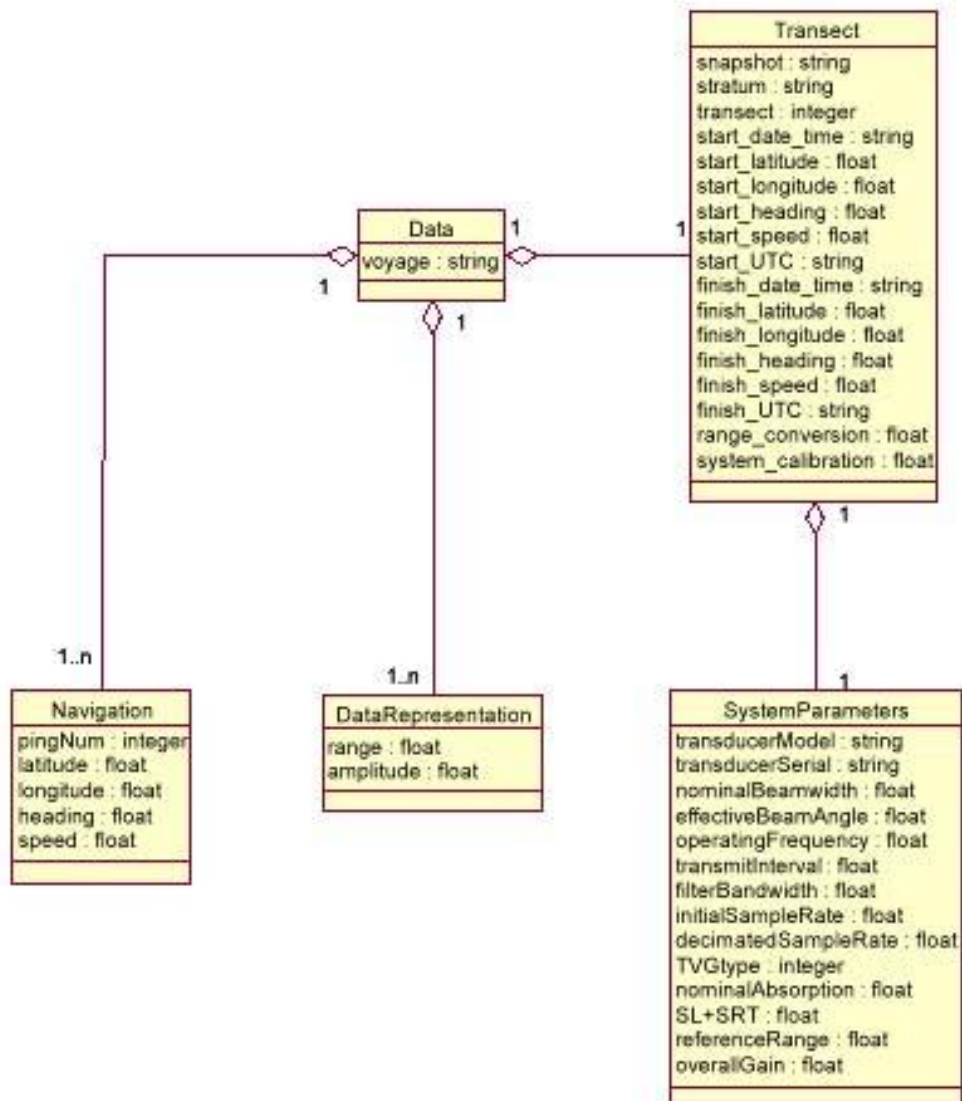 Transect
snapshot : string
stratum : string
transect : integer
start_date_time : string
start_latitude : float
start_longitude : float
start_heading : float
start_speed : float
start_UTC : string
finish_date_time : string
finish_latitude : float
finish_longitude : float
finish_heading : float
finish_speed : float
finish_UTC : string
range_conversion : float
system_calibration : float
Data
voyage : string
1
1
1
1
1
1..n
1..n
1
Navigation
pingNum : integer
latitude : float
longitude : float
heading : float
speed : float
DataRepresentation
range : float
amplitude : float
SystemParameters
transducerModel : string
transducerSerial : string
nominalBeamwidth : float
effectiveBeamAngle : float
operatingFrequency : float
transmitInterval : float
filterBandwidth : float
initialSampleRate : float
decimatedSampleRate : float
TVGtype : integer
nominalAbsorption : float
SL+SRT : float
referenceRange : float
overallGain : float